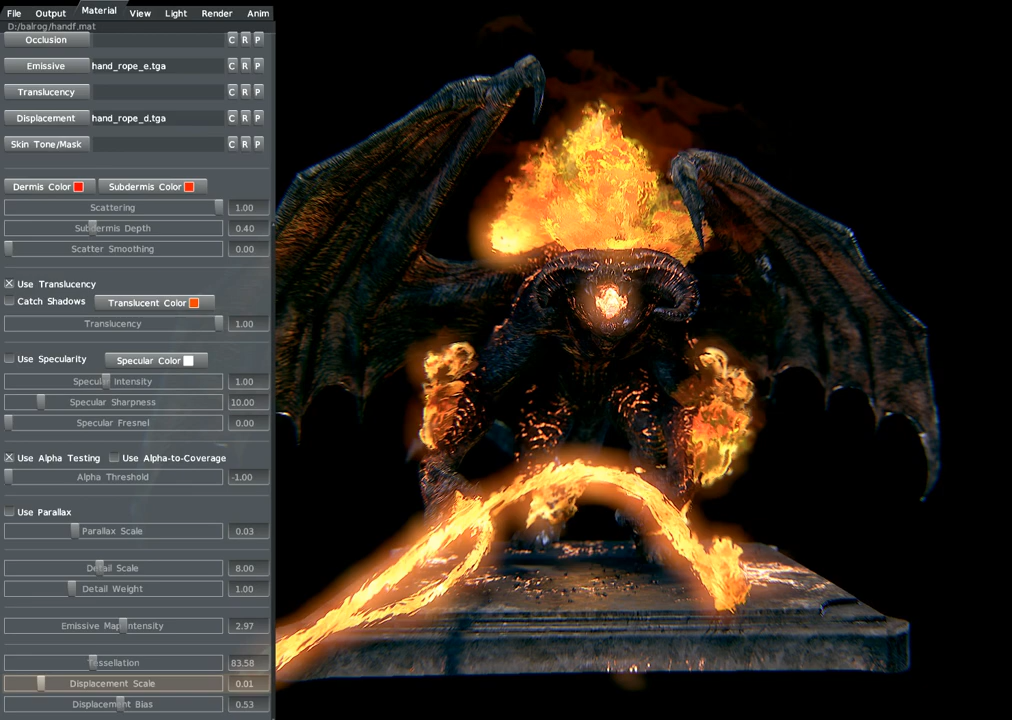 File Output Material View Light Render Anim
D:/balrog/handf.mat
Occlusion C R P
Emissive hand_rope_e.tga C R P
Translucency C R P
Displacement hand_rope_d.tga C R P
Skin Tone/Mask C R P
Dermis Color Subdermis Color
Scattering 1.00
Subdermis Depth 0.40
Scatter Smoothing 0.00
Use Translucency
Catch Shadows Translucent Color
Translucency 1.00
Use Specularity Specular Color
Specular Intensity 1.00
Specular Sharpness 10.00
Specular Fresnel 0.00
Use Alpha Testing Use Alpha-to-Coverage
Alpha Threshold -1.00
Use Parallax
Parallax Scale 0.03
Detail Scale 8.00
Detail Weight 1.00
Emissive Map Intensity 2.97
Tessellation 83.58
Displacement Scale 0.01
Displacement Bias 0.53